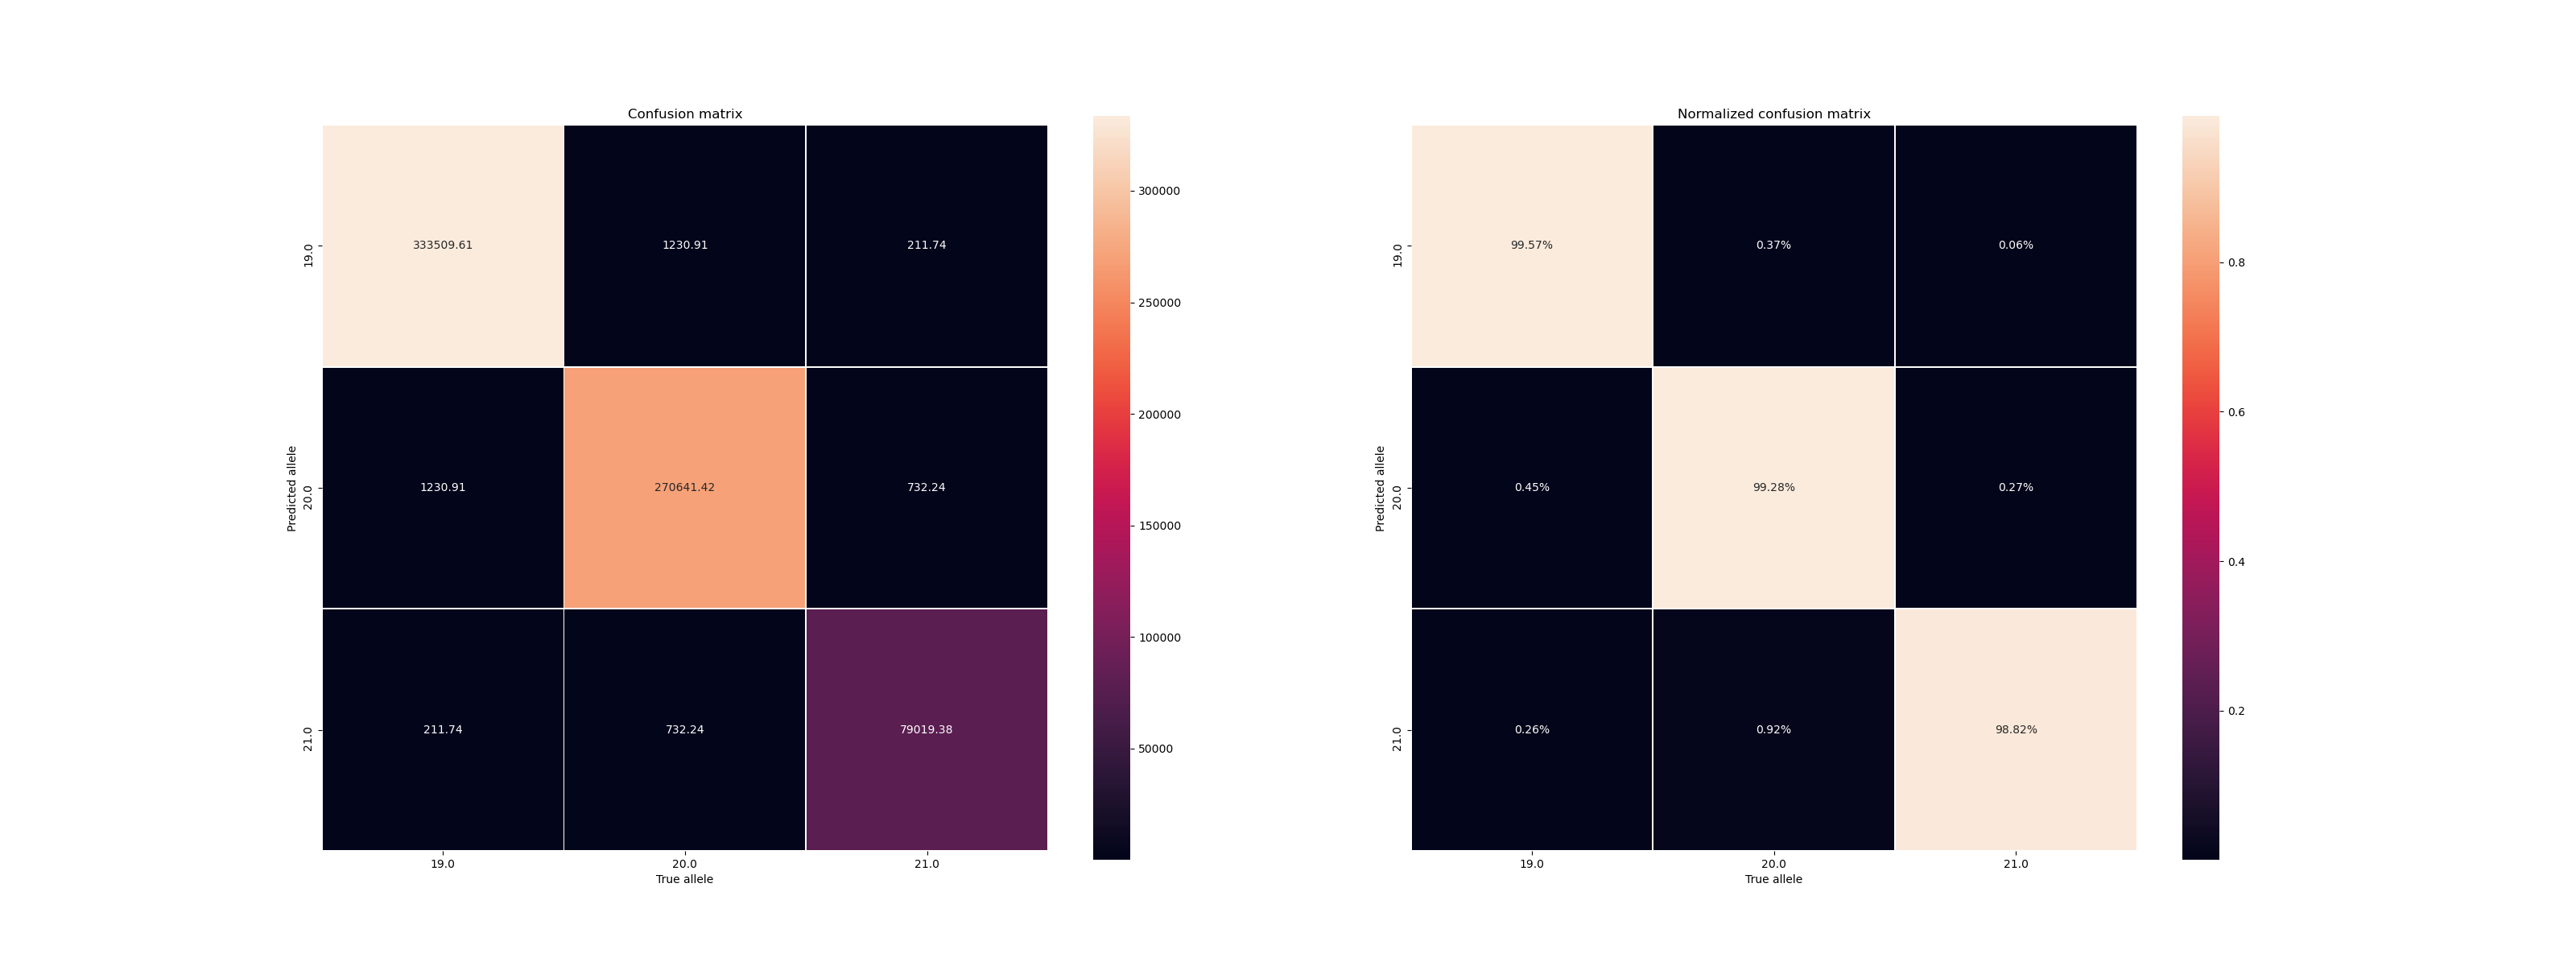 Confusion matrix
333509.61 1230.91 211.74
1230.91 270641.42 732.24
211.74 732.24 79019.38
19.0
20.0
21.0
Predicted allele
19.0 20.0 21.0
True allele
300000
250000
200000
150000
100000
50000
Normalized confusion matrix
99.57% 0.37% 0.06%
0.45% 99.28% 0.27%
0.26% 0.92% 98.82%
19.0
20.0
21.0
Predicted allele
19.0 20.0 21.0
True allele
0.8
0.6
0.4
0.2